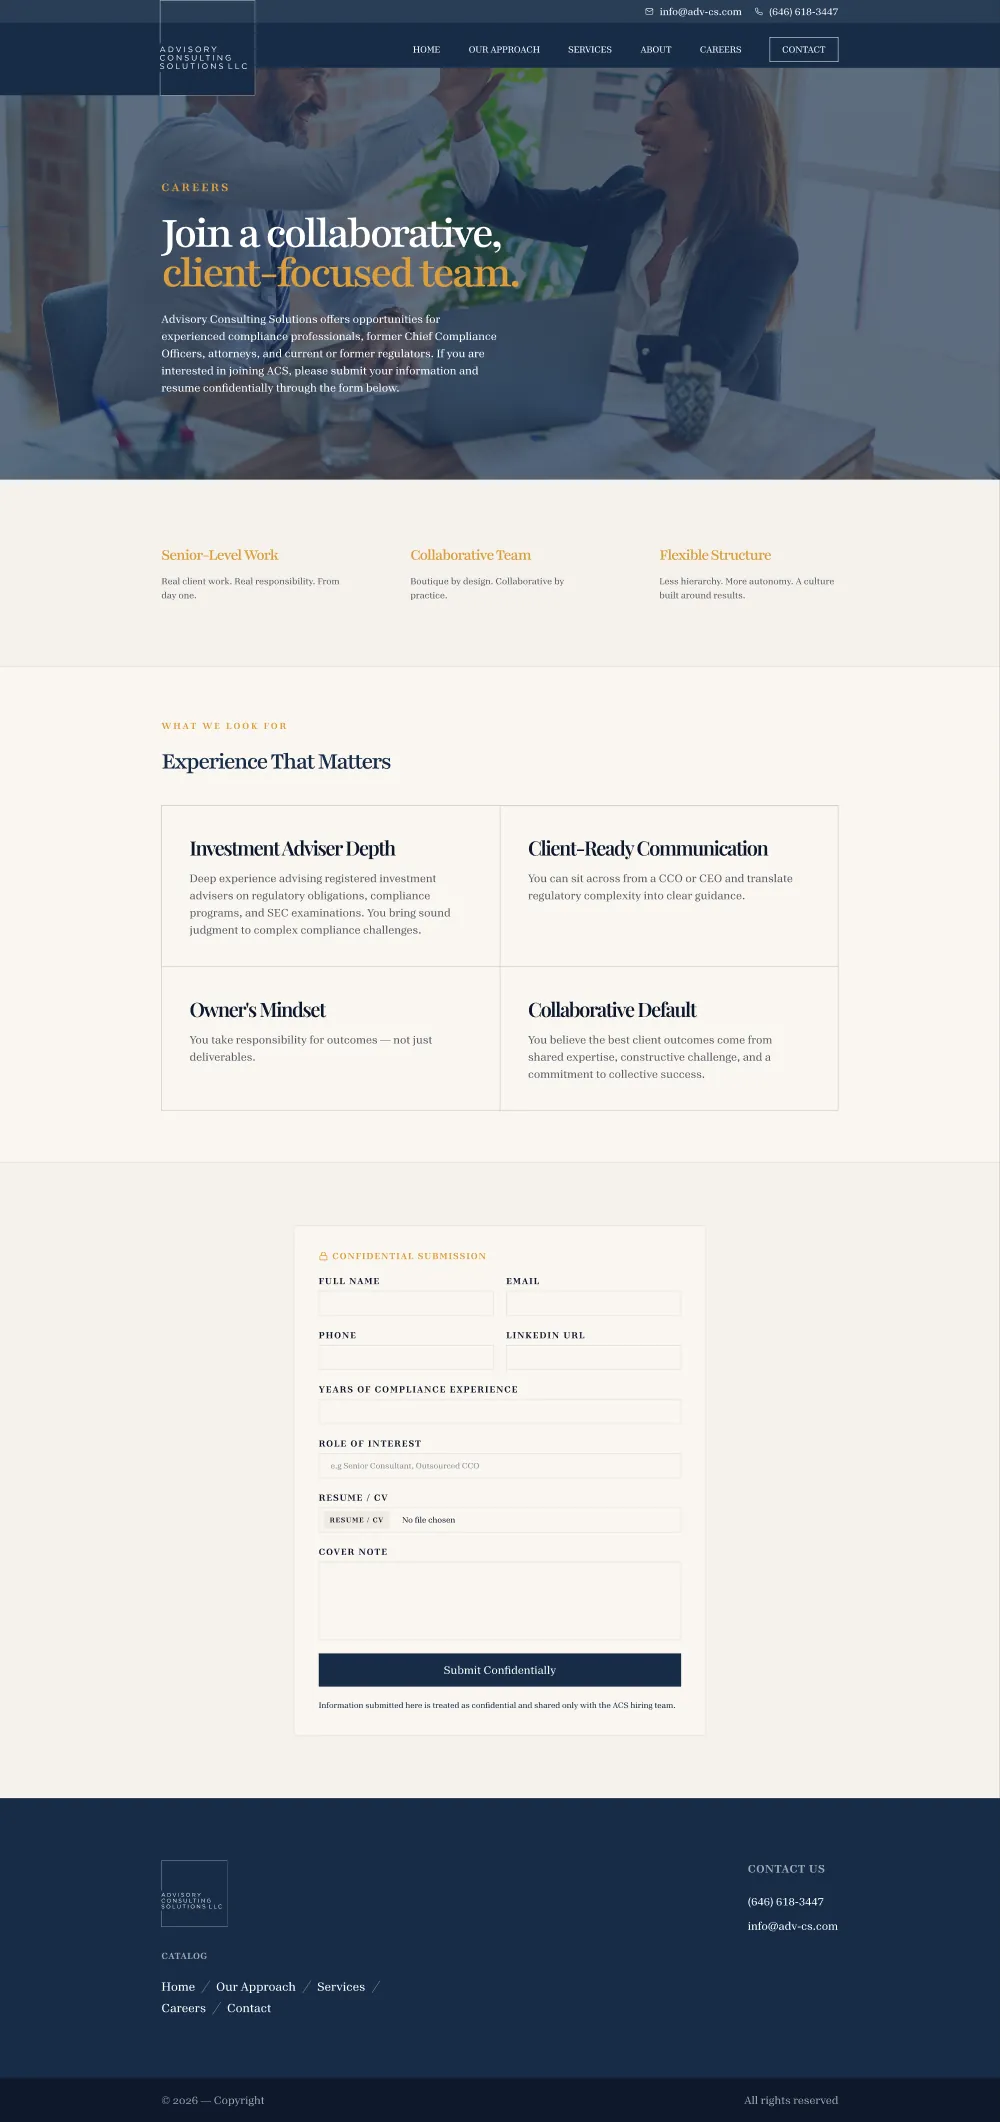 info@adv-cs.com (646) 618-3447
ADVISORY
CONSULTING
SOLUTIONS LLC
HOME OUR APPROACH SERVICES ABOUT CAREERS CONTACT
CAREERS
Join a collaborative,
client-focused team.
Advisory Consulting Solutions offers opportunities for
experienced compliance professionals, former Chief Compliance
Officers, attorneys, and current or former regulators. If you are
interested in joining ACS, please submit your information and
resume confidentially through the form below.
Senior-Level Work
Real client work. Real responsibility. From
day one.
Collaborative Team
Boutique by design. Collaborative by
practice.
Flexible Structure
Less hierarchy. More autonomy. A culture
built around results.
WHAT WE LOOK FOR
Experience That Matters
Investment Adviser Depth
Deep experience advising registered investment
advisers on regulatory obligations, compliance
programs, and SEC examinations. You bring sound
judgment to complex compliance challenges.
Client-Ready Communication
You can sit across from a CCO or CEO and translate
regulatory complexity into clear guidance.
Owner's Mindset
You take responsibility for outcomes — not just
deliverables.
Collaborative Default
You believe the best client outcomes come from
shared expertise, constructive challenge, and a
commitment to collective success.
CONFIDENTIAL SUBMISSION
FULL NAME EMAIL
PHONE LINKEDIN URL
YEARS OF COMPLIANCE EXPERIENCE
ROLE OF INTEREST
e.g Senior Consultant, Outsourced CCO
RESUME / CV
RESUME / CV No file chosen
COVER NOTE
Submit Confidentially
Information submitted here is treated as confidential and shared only with the ACS hiring team.
ADVISORY
CONSULTING
SOLUTIONS LLC
CATALOG
Home / Our Approach / Services /
Careers / Contact
CONTACT US
(646) 618-3447
info@adv-cs.com
© 2026 — Copyright All rights reserved